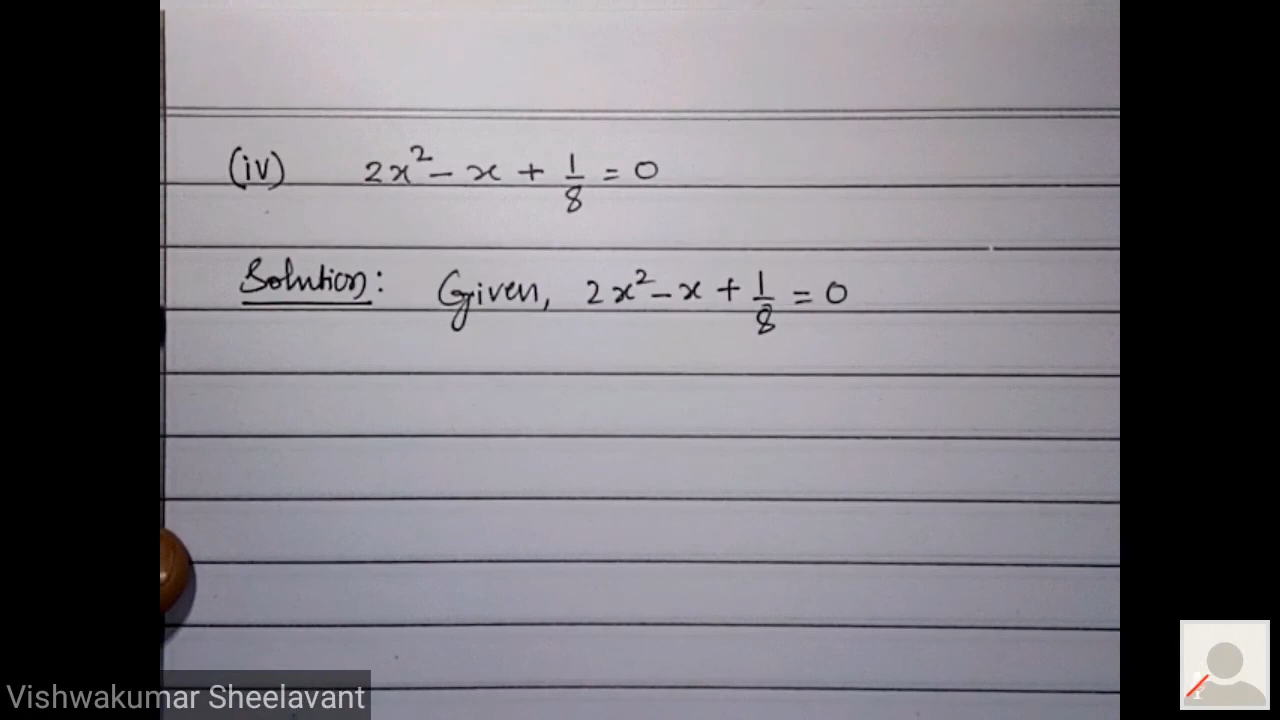 (iv) 2x² - x + 1/8 = 0
Solution: Given, 2x² - x + 1/8 = 0
Vishwakumar Sheelavant